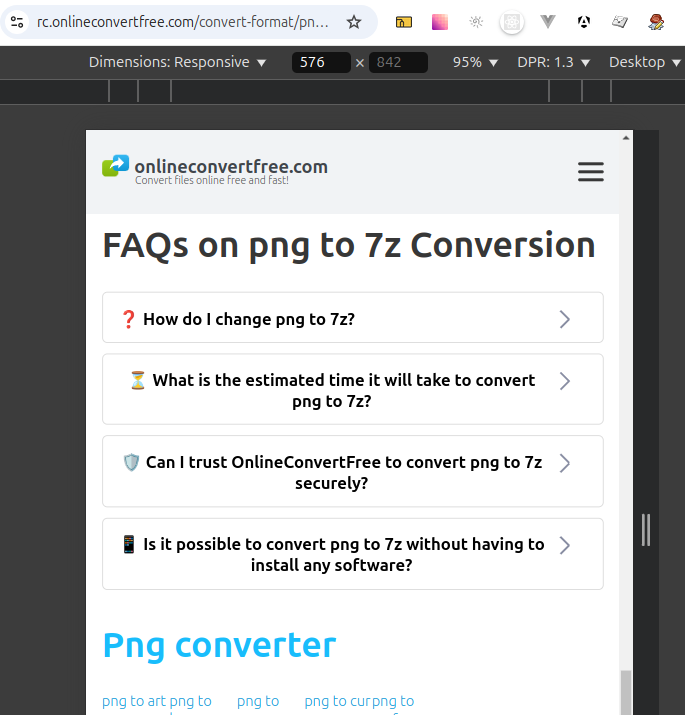 rc.onlineconvertfree.com/convert-format/pn...
Dimensions: Responsive ▼ 576 × 842 95% ▼ DPR: 1.3 ▼ Desktop ▼
onlineconvertfree.com
Convert files online free and fast!
FAQs on png to 7z Conversion
❓ How do I change png to 7z?
⏳ What is the estimated time it will take to convert
png to 7z?
🛡️ Can I trust OnlineConvertFree to convert png to 7z
securely?
📱 Is it possible to convert png to 7z without having to
install any software?
Png converter
png to art png to png to png to cur png to